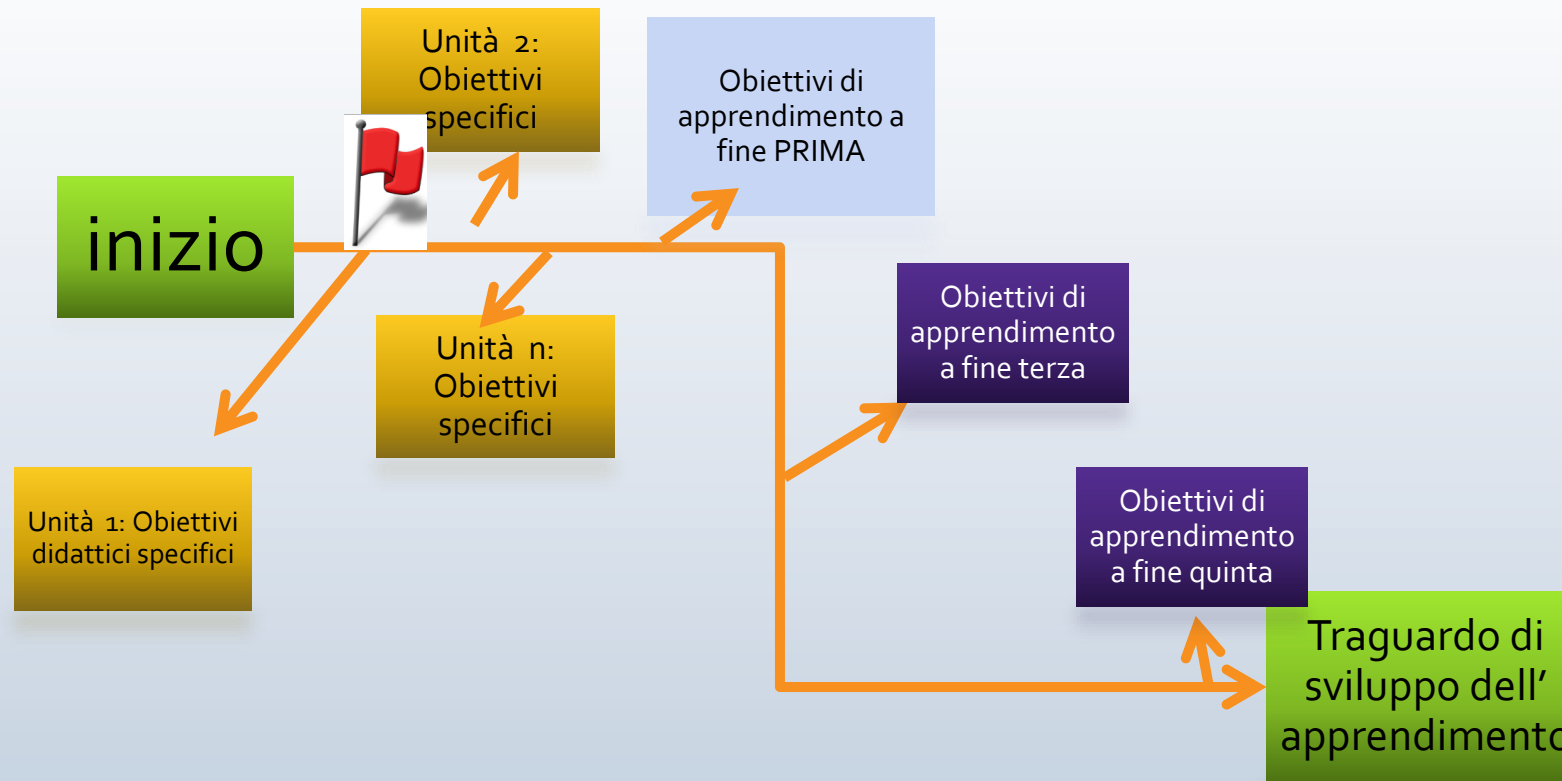 Unità 2:
Obiettivi
specifici
Obiettivi di
apprendimento a
fine PRIMA
inizio
Obiettivi di
apprendimento
a fine terza
Unità n:
Obiettivi
specifici
Unità 1: Obiettivi
didattici specifici
Obiettivi di
apprendimento
a fine quinta
Traguardo di
sviluppo dell’
apprendimento